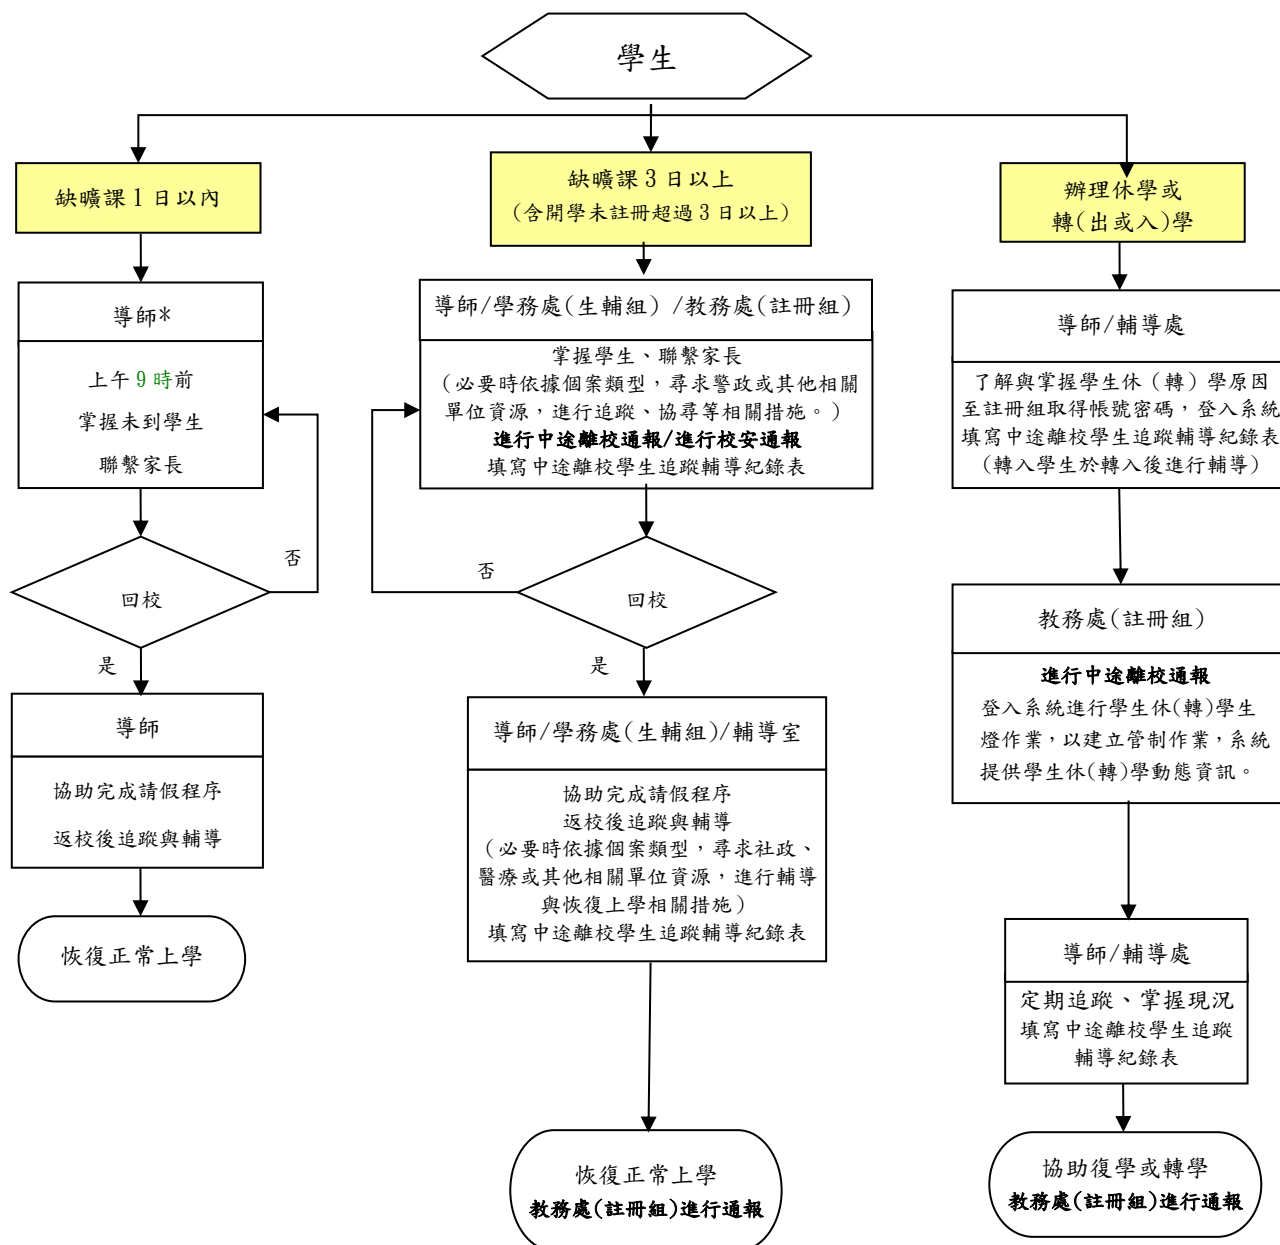 學生
缺曠課 1 日以內
缺曠課 3 日以上
(含開學未註冊超過 3 日以上)
辦理休學或
轉(出或入)學
導師*
上午 9 時前
掌握未到學生
聯繫家長
否
回校
是
導師
協助完成請假程序
返校後追蹤與輔導
恢復正常上學
導師/學務處(生輔組) /教務處(註冊組)
掌握學生、聯繫家長
(必要時依據個案類型，尋求警政或其他相關
單位資源，進行追蹤、協尋等相關措施。)
進行中途離校通報/進行校安通報
填寫中途離校學生追蹤輔導紀錄表
否
回校
是
導師/學務處(生輔組)/輔導室
協助完成請假程序
返校後追蹤與輔導
(必要時依據個案類型，尋求社政、
醫療或其他相關單位資源，進行輔導
與恢復上學相關措施)
填寫中途離校學生追蹤輔導紀錄表
恢復正常上學
教務處(註冊組)進行通報
導師/輔導處
了解與掌握學生休（轉）學原因
至註冊組取得帳號密碼，登入系統
填寫中途離校學生追蹤輔導紀錄表
(轉入學生於轉入後進行輔導)
教務處(註冊組)
進行中途離校通報
登入系統進行學生休(轉)學生
燈作業，以建立管制作業，系統
提供學生休(轉)學動態資訊。
導師/輔導處
定期追蹤、掌握現況
填寫中途離校學生追蹤
輔導紀錄表
協助復學或轉學
教務處(註冊組)進行通報